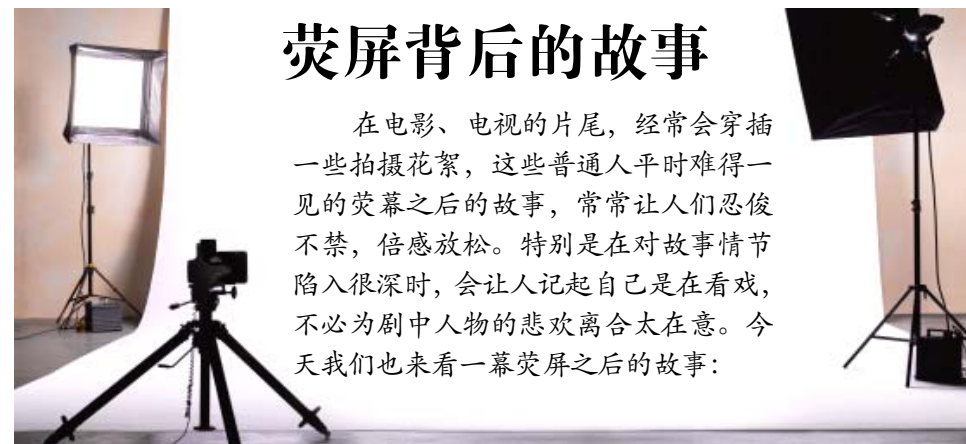 荧屏背后的故事
在电影、电视的片尾，经常会穿插
一些拍摄花絮，这些普通人平时难得一
见的荧幕之后的故事，常常让人们忍俊
不禁，倍感放松。特别是在对故事情节
陷入很深时，会让人记起自己是在看戏，
不必为剧中人物的悲欢离合太在意。今
天我们也来看一幕荧屏之后的故事：